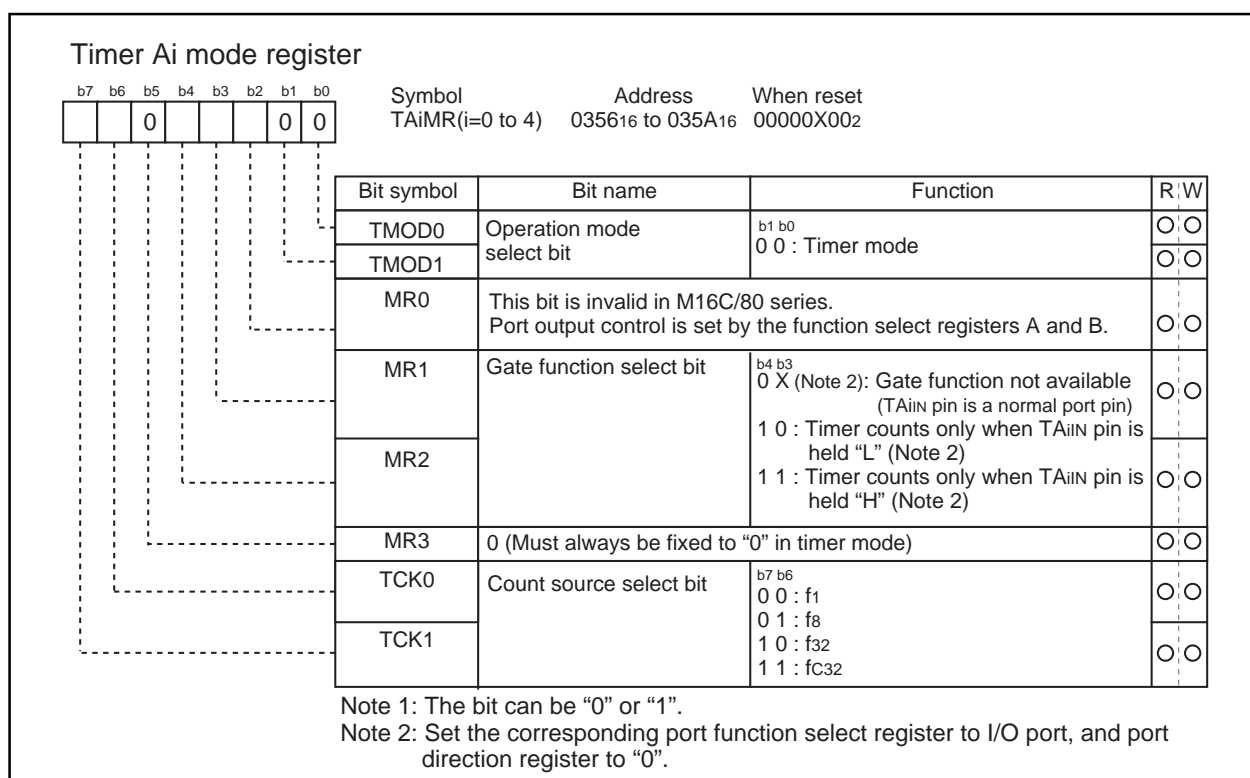 Timer Ai mode register
b7 b6 b5 b4 b3 b2 b1 b0
0 0 0
Symbol Address When reset
TAiMR(i=0 to 4) 035616 to 035A16 00000X002
Bit symbol Bit name Function R W
TMOD0 Operation mode select bit b1 b0
0 0 : Timer mode
TMOD1
MR0 This bit is invalid in M16C/80 series.
Port output control is set by the function select registers A and B.
MR1 Gate function select bit b4 b3
0 X (Note 2): Gate function not available
(TAiIN pin is a normal port pin)
1 0 : Timer counts only when TAiIN pin is
held “L” (Note 2)
MR2
1 1 : Timer counts only when TAiIN pin is
held “H” (Note 2)
MR3 0 (Must always be fixed to “0” in timer mode)
TCK0 Count source select bit b7 b6
0 0 : f1
0 1 : f8
TCK1
1 0 : f32
1 1 : fC32
Note 1: The bit can be “0” or “1”.
Note 2: Set the corresponding port function select register to I/O port, and port
direction register to “0”.